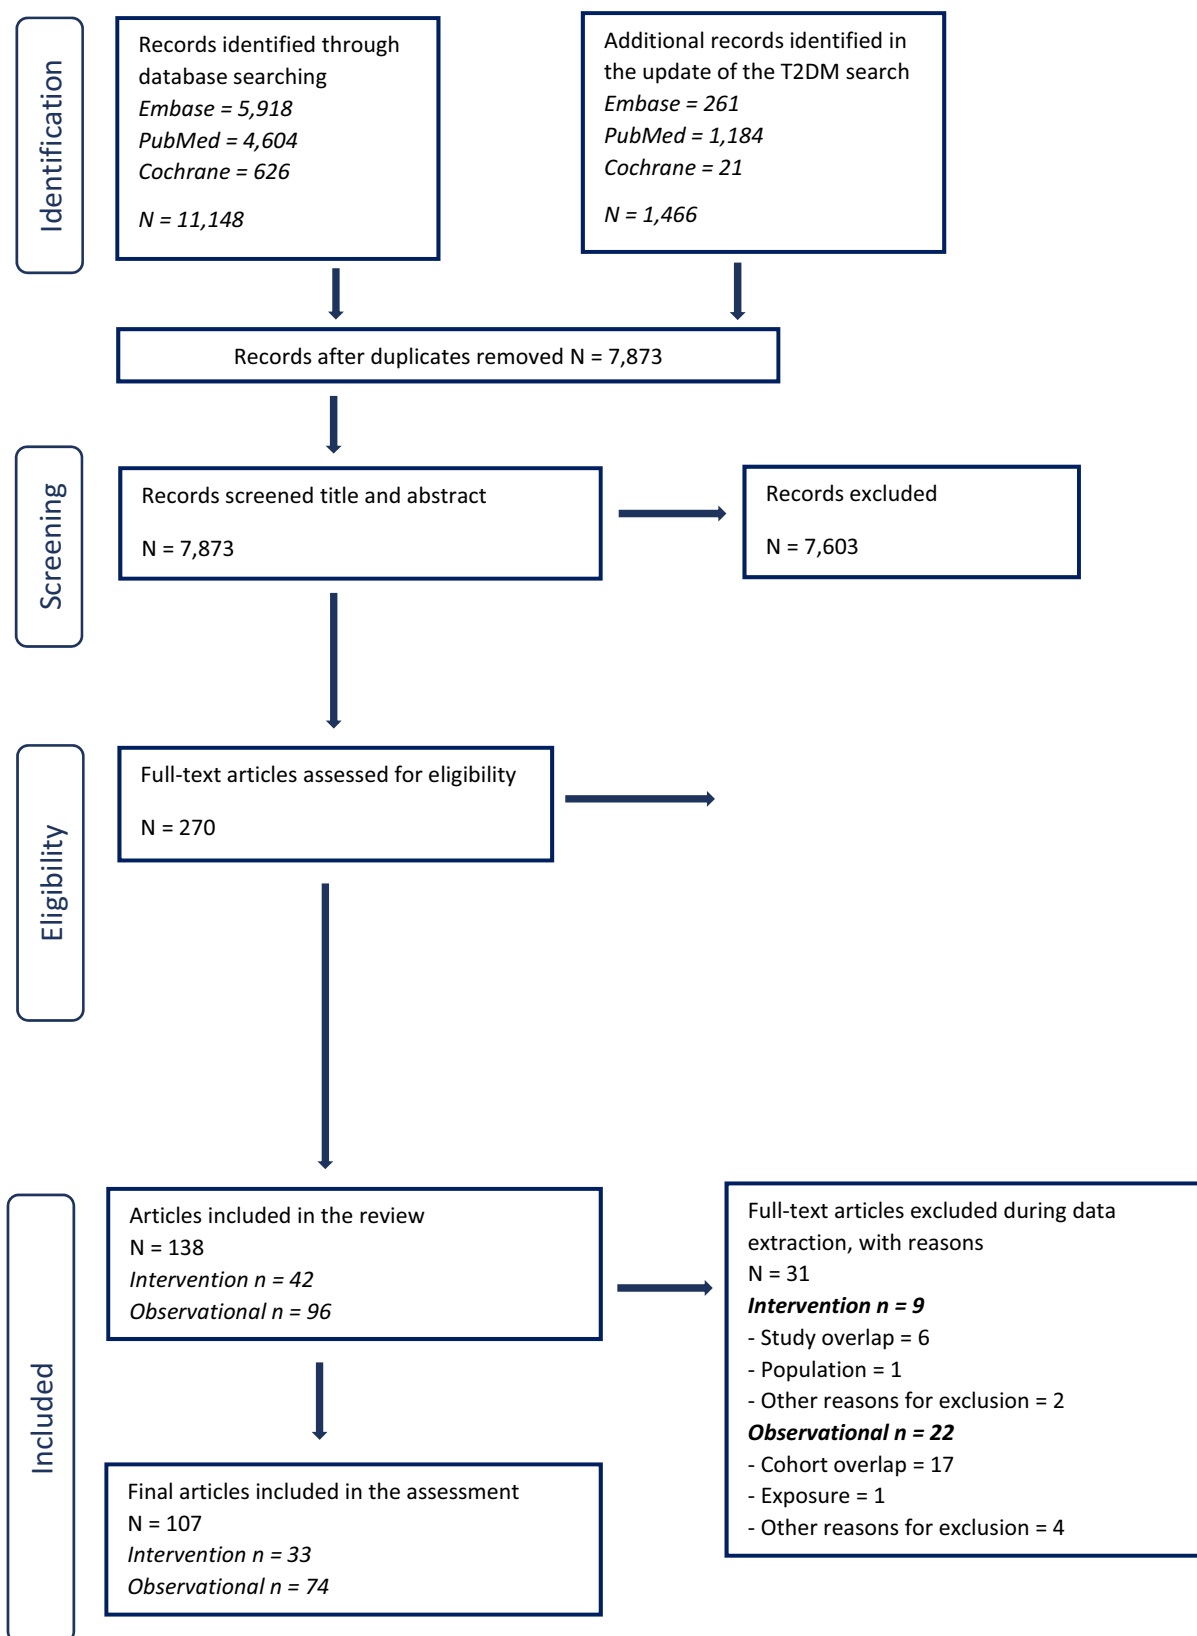 Identification
Records identified through
database searching
Embase = 5,918
PubMed = 4,604
Cochrane = 626
N = 11,148
Additional records identified in
the update of the T2DM search
Embase = 261
PubMed = 1,184
Cochrane = 21
N = 1,466
Records after duplicates removed N = 7,873
Screening
Records screened title and abstract
N = 7,873
Records excluded
N = 7,603
Eligibility
Full-text articles assessed for eligibility
N = 270
Included
Articles included in the review
N = 138
Intervention n = 42
Observational n = 96
Full-text articles excluded during data
extraction, with reasons
N = 31
Intervention n = 9
- Study overlap = 6
- Population = 1
- Other reasons for exclusion = 2
Observational n = 22
- Cohort overlap = 17
- Exposure = 1
- Other reasons for exclusion = 4
Final articles included in the assessment
N = 107
Intervention n = 33
Observational n = 74